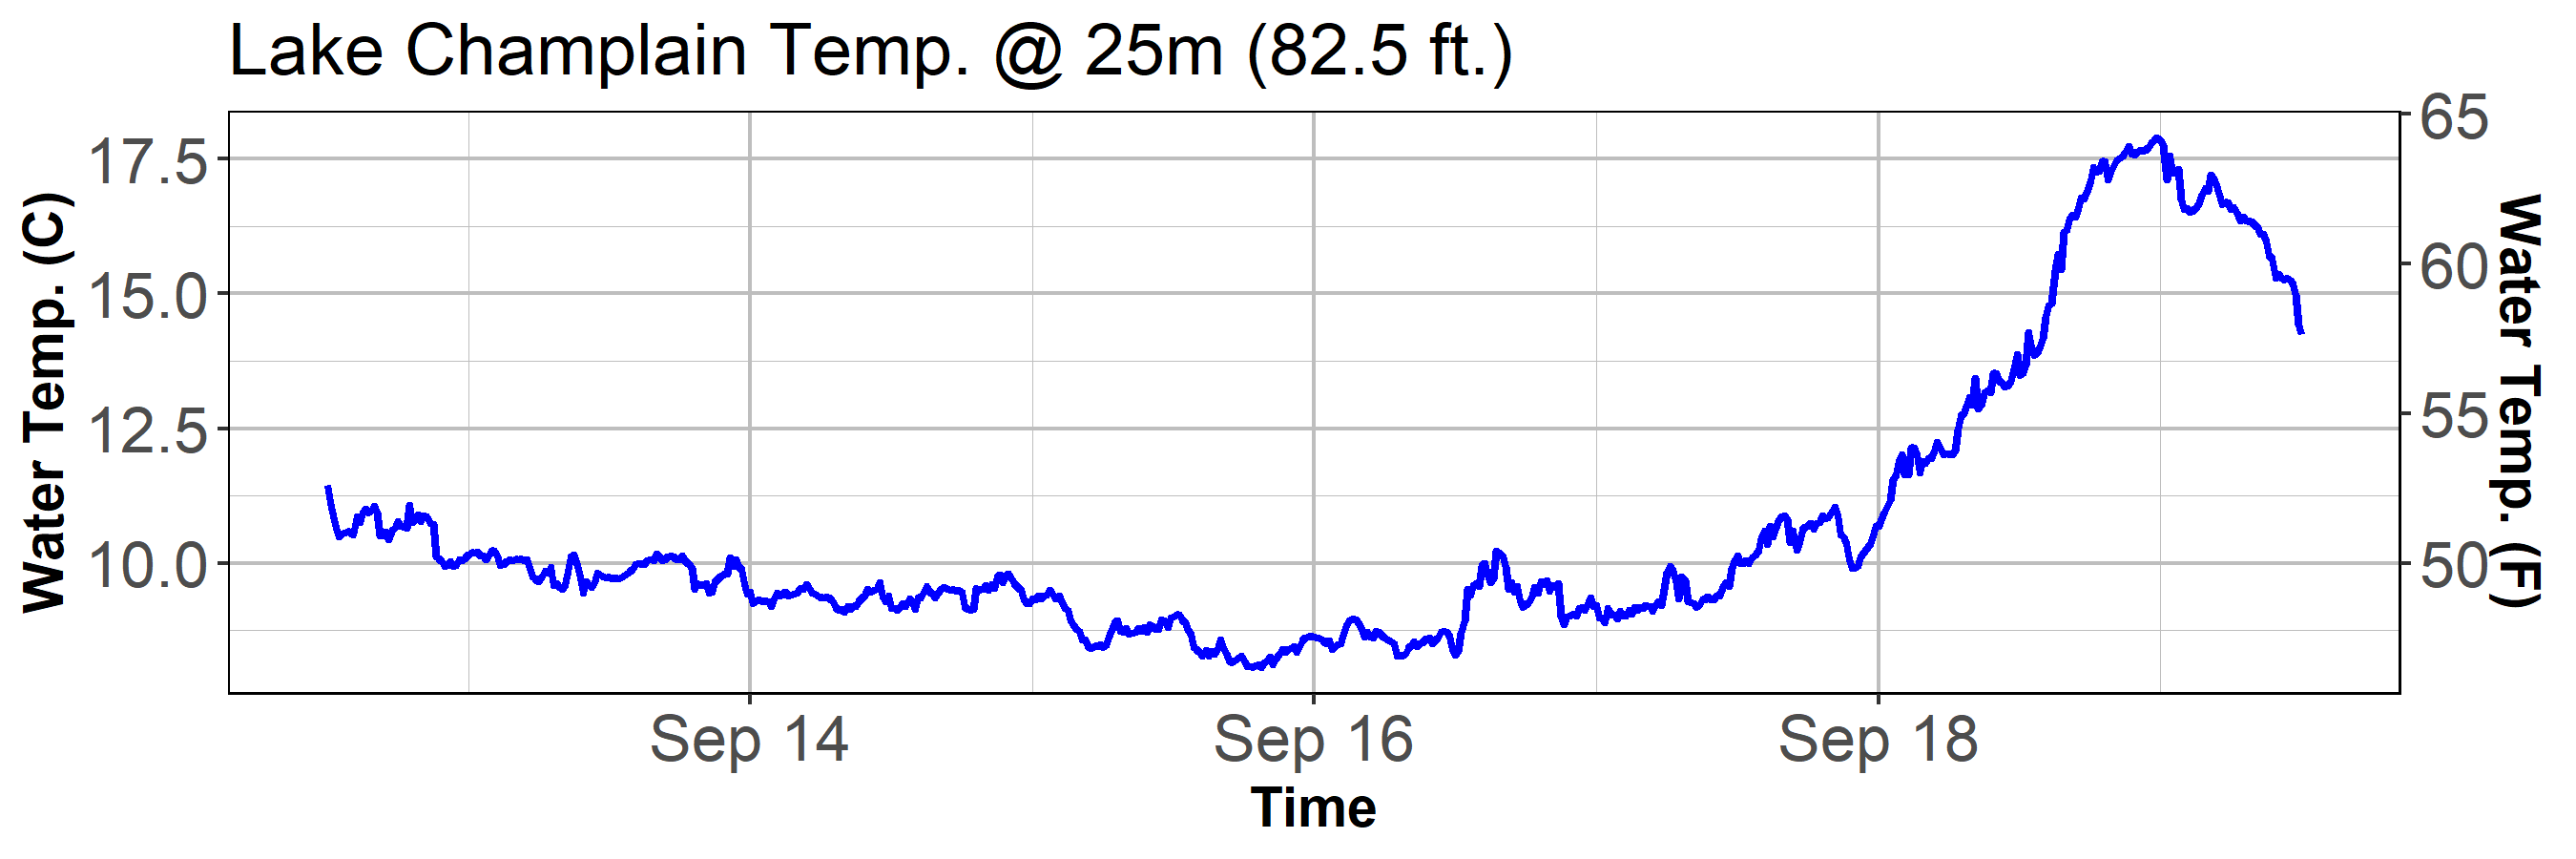 Lake Champlain Temp. @ 25m (82.5 ft.)
Water Temp. (C)
17.5
15.0
12.5
10.0
65
60
55
50
Water Temp. (F)
Sep 14 Sep 16 Sep 18
Time